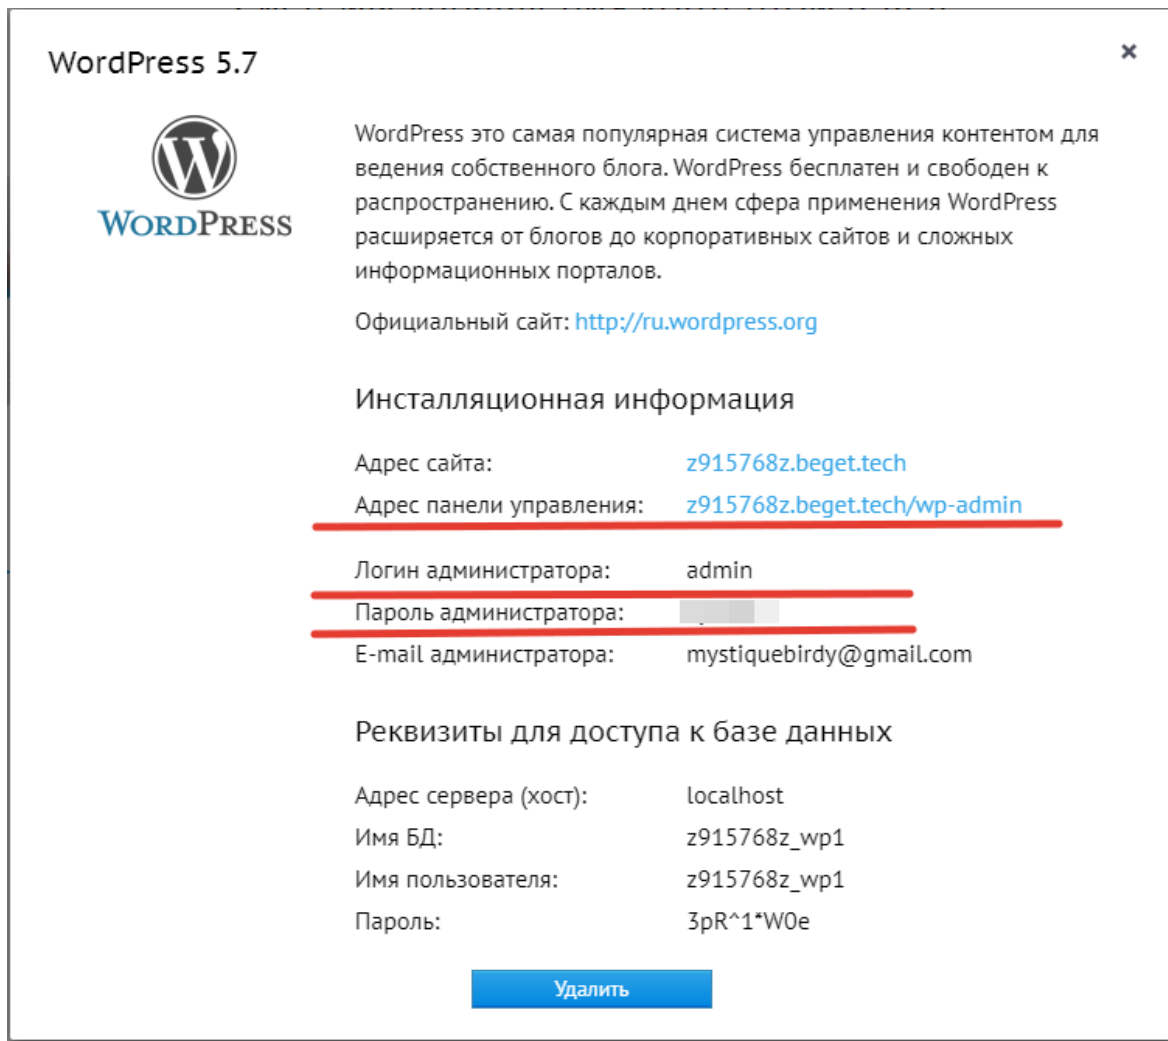 WordPress 5.7
WORDPRESS
WordPress это самая популярная система управления контентом для
ведения собственного блога. WordPress бесплатен и свободен к
распространению. С каждым днем сфера применения WordPress
расширяется от блогов до корпоративных сайтов и сложных
информационных порталов.
Официальный сайт: http://ru.wordpress.org
Инсталляционная информация
Адрес сайта: z915768z.beget.tech
Адрес панели управления: z915768z.beget.tech/wp-admin
Логин администратора: admin
Пароль администратора:
E-mail администратора: mystiquebirdy@gmail.com
Реквизиты для доступа к базе данных
Адрес сервера (хост): localhost
Имя БД: z915768z_wp1
Имя пользователя: z915768z_wp1
Пароль: 3pR^1*W0e
Удалить